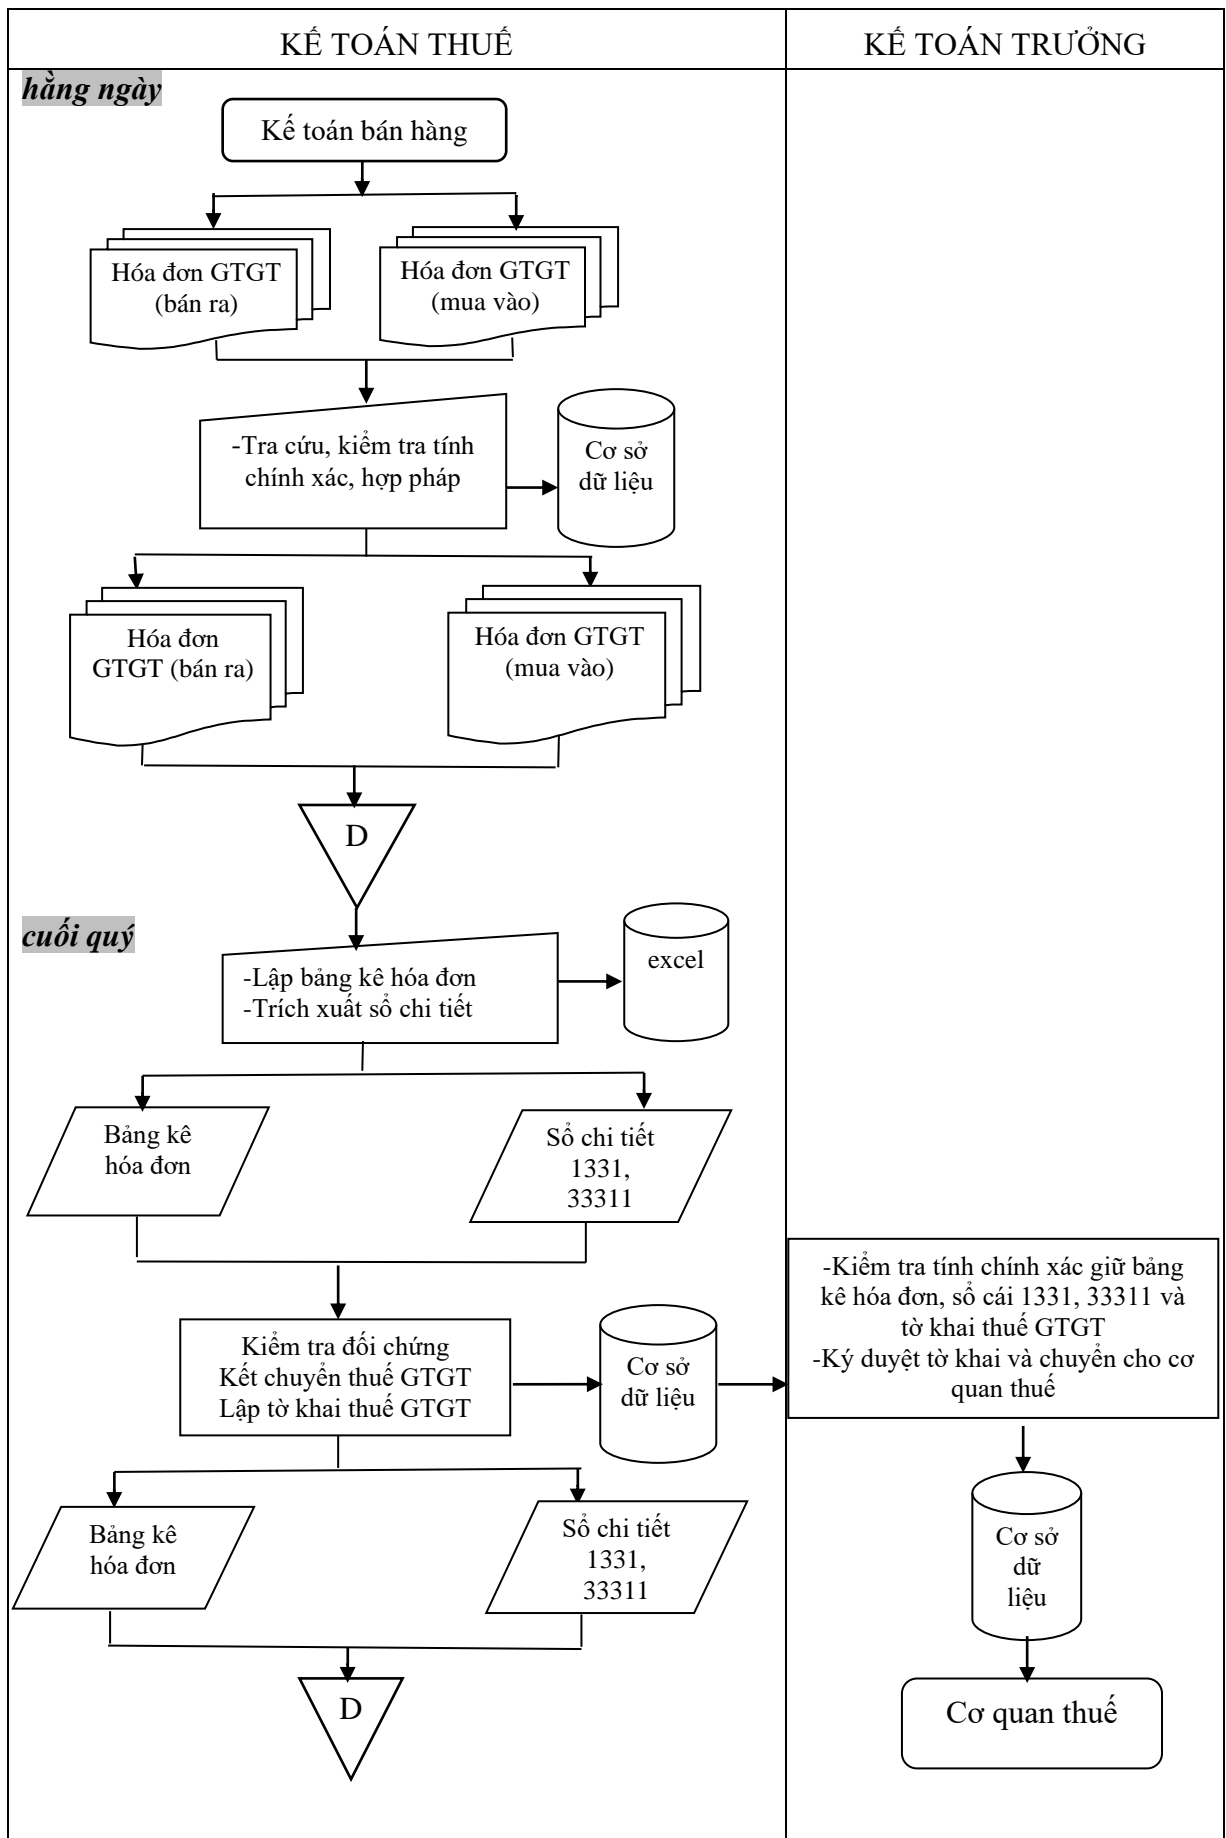 KẾ TOÁN THUẾ
KẾ TOÁN TRƯỞNG
hằng ngày
Kế toán bán hàng
Hóa đơn GTGT
(bán ra)
Hóa đơn GTGT
(mua vào)
-Tra cứu, kiểm tra tính
chính xác, hợp pháp
Cơ sở
dữ liệu
Hóa đơn
GTGT (bán ra)
Hóa đơn GTGT
(mua vào)
D
cuối quý
-Lập bảng kê hóa đơn
-Trích xuất sổ chi tiết
excel
Bảng kê
hóa đơn
Sổ chi tiết
1331,
33311
Kiểm tra đối chứng
Kết chuyển thuế GTGT
Lập tờ khai thuế GTGT
Cơ sở
dữ liệu
-Kiểm tra tính chính xác giữ bảng
kê hóa đơn, sổ cái 1331, 33311 và
tờ khai thuế GTGT
-Ký duyệt tờ khai và chuyển cho cơ
quan thuế
Bảng kê
hóa đơn
Sổ chi tiết
1331,
33311
Cơ sở
dữ
liệu
D
Cơ quan thuế